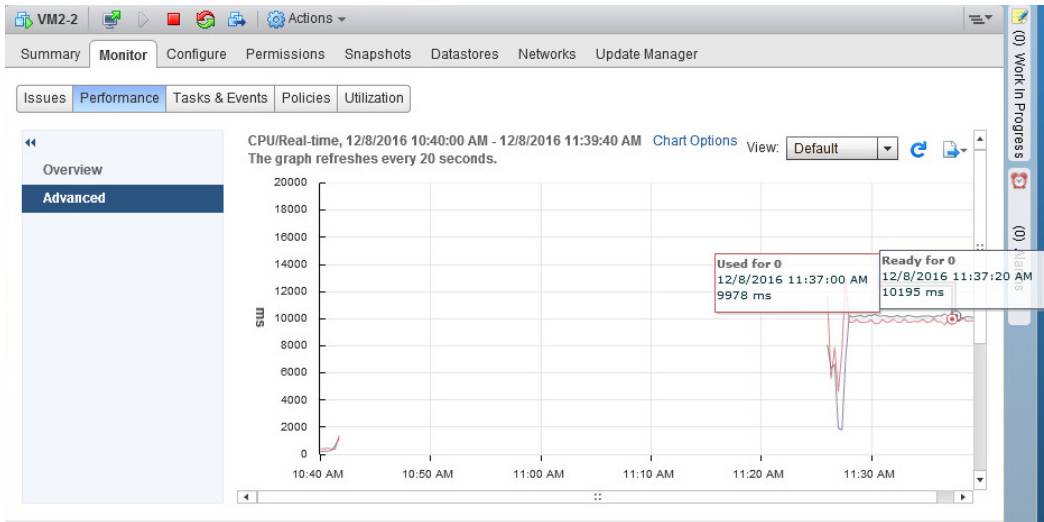 VM2-2 Actions
Summary Monitor Configure Permissions Snapshots Datastores Networks Update Manager
Issues Performance Tasks & Events Policies Utilization
Overview
Advanced
CPU/Real-time, 12/8/2016 10:40:00 AM - 12/8/2016 11:39:40 AM Chart Options View: Default
The graph refreshes every 20 seconds.
20000
18000
16000
14000
12000
10000
8000
6000
4000
2000
0
ms
Used for 0
12/8/2016 11:37:00 AM
9978 ms
Ready for 0
12/8/2016 11:37:20 AM
10195 ms
10:40 AM 10:50 AM 11:00 AM 11:10 AM 11:20 AM 11:30 AM
(0) Work In Progress
(0) Alarms